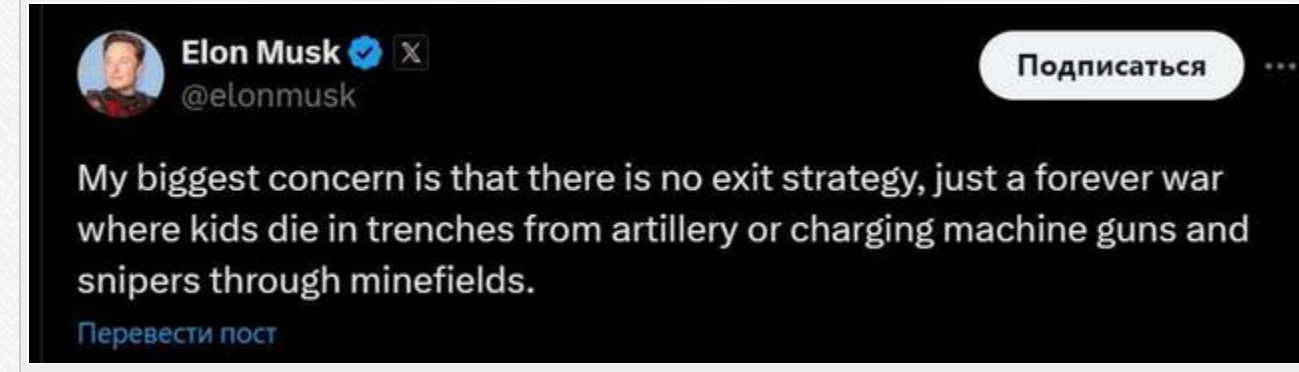 Elon Musk
@elonmusk
Подписаться
My biggest concern is that there is no exit strategy, just a forever war
where kids die in trenches from artillery or charging machine guns and
snipers through minefields.
Перевести пост